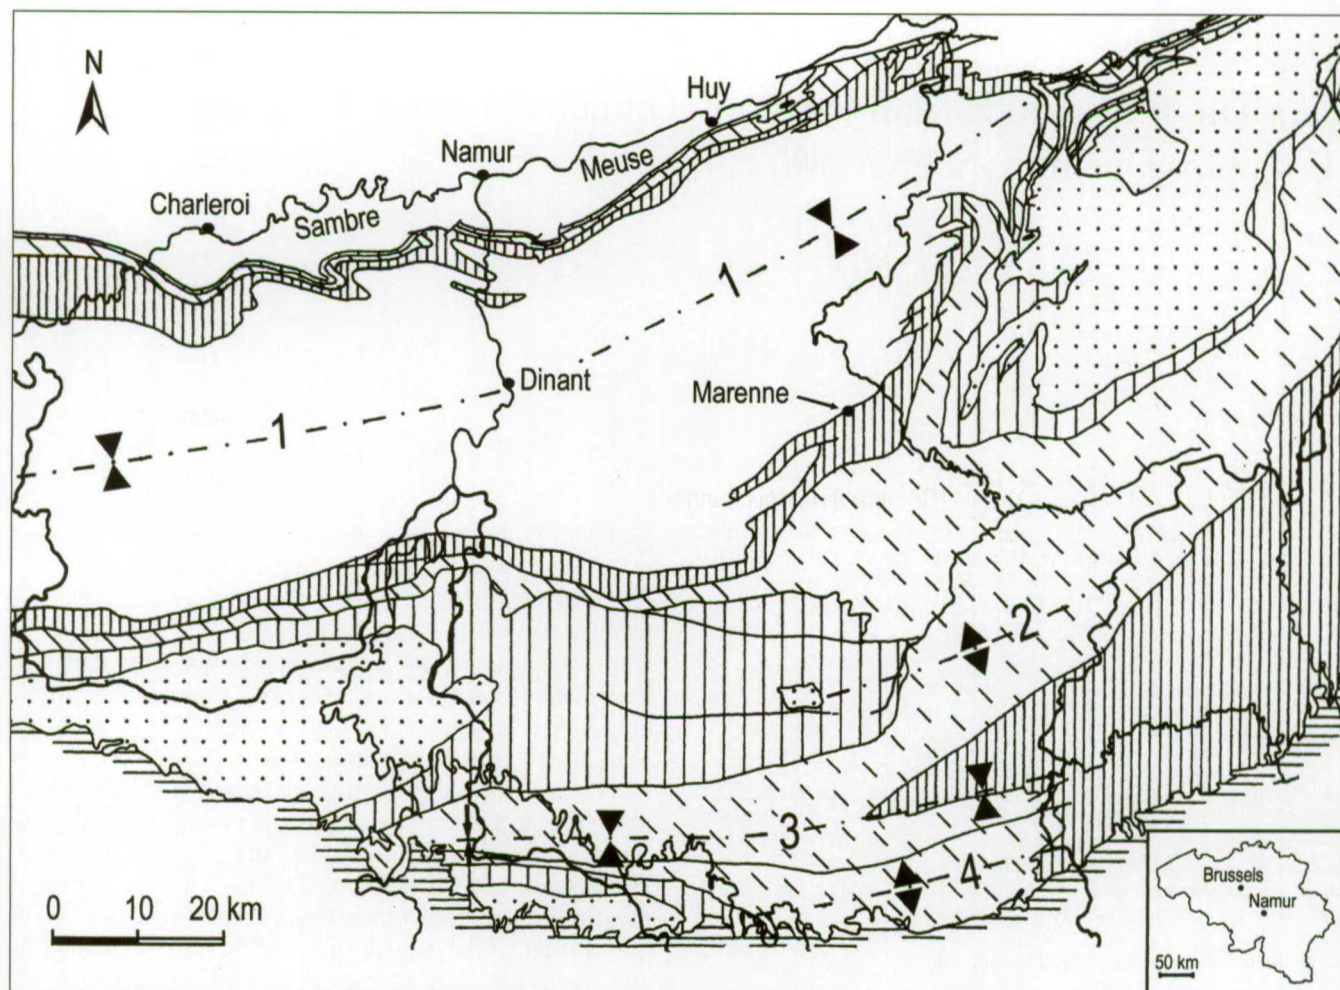 N
Huy
Namur
Meuse
Charleroi
Sambre
1
Dinant
Marenne
1
2
3
4
0 10 20 km
Brussels
Namur
50 km